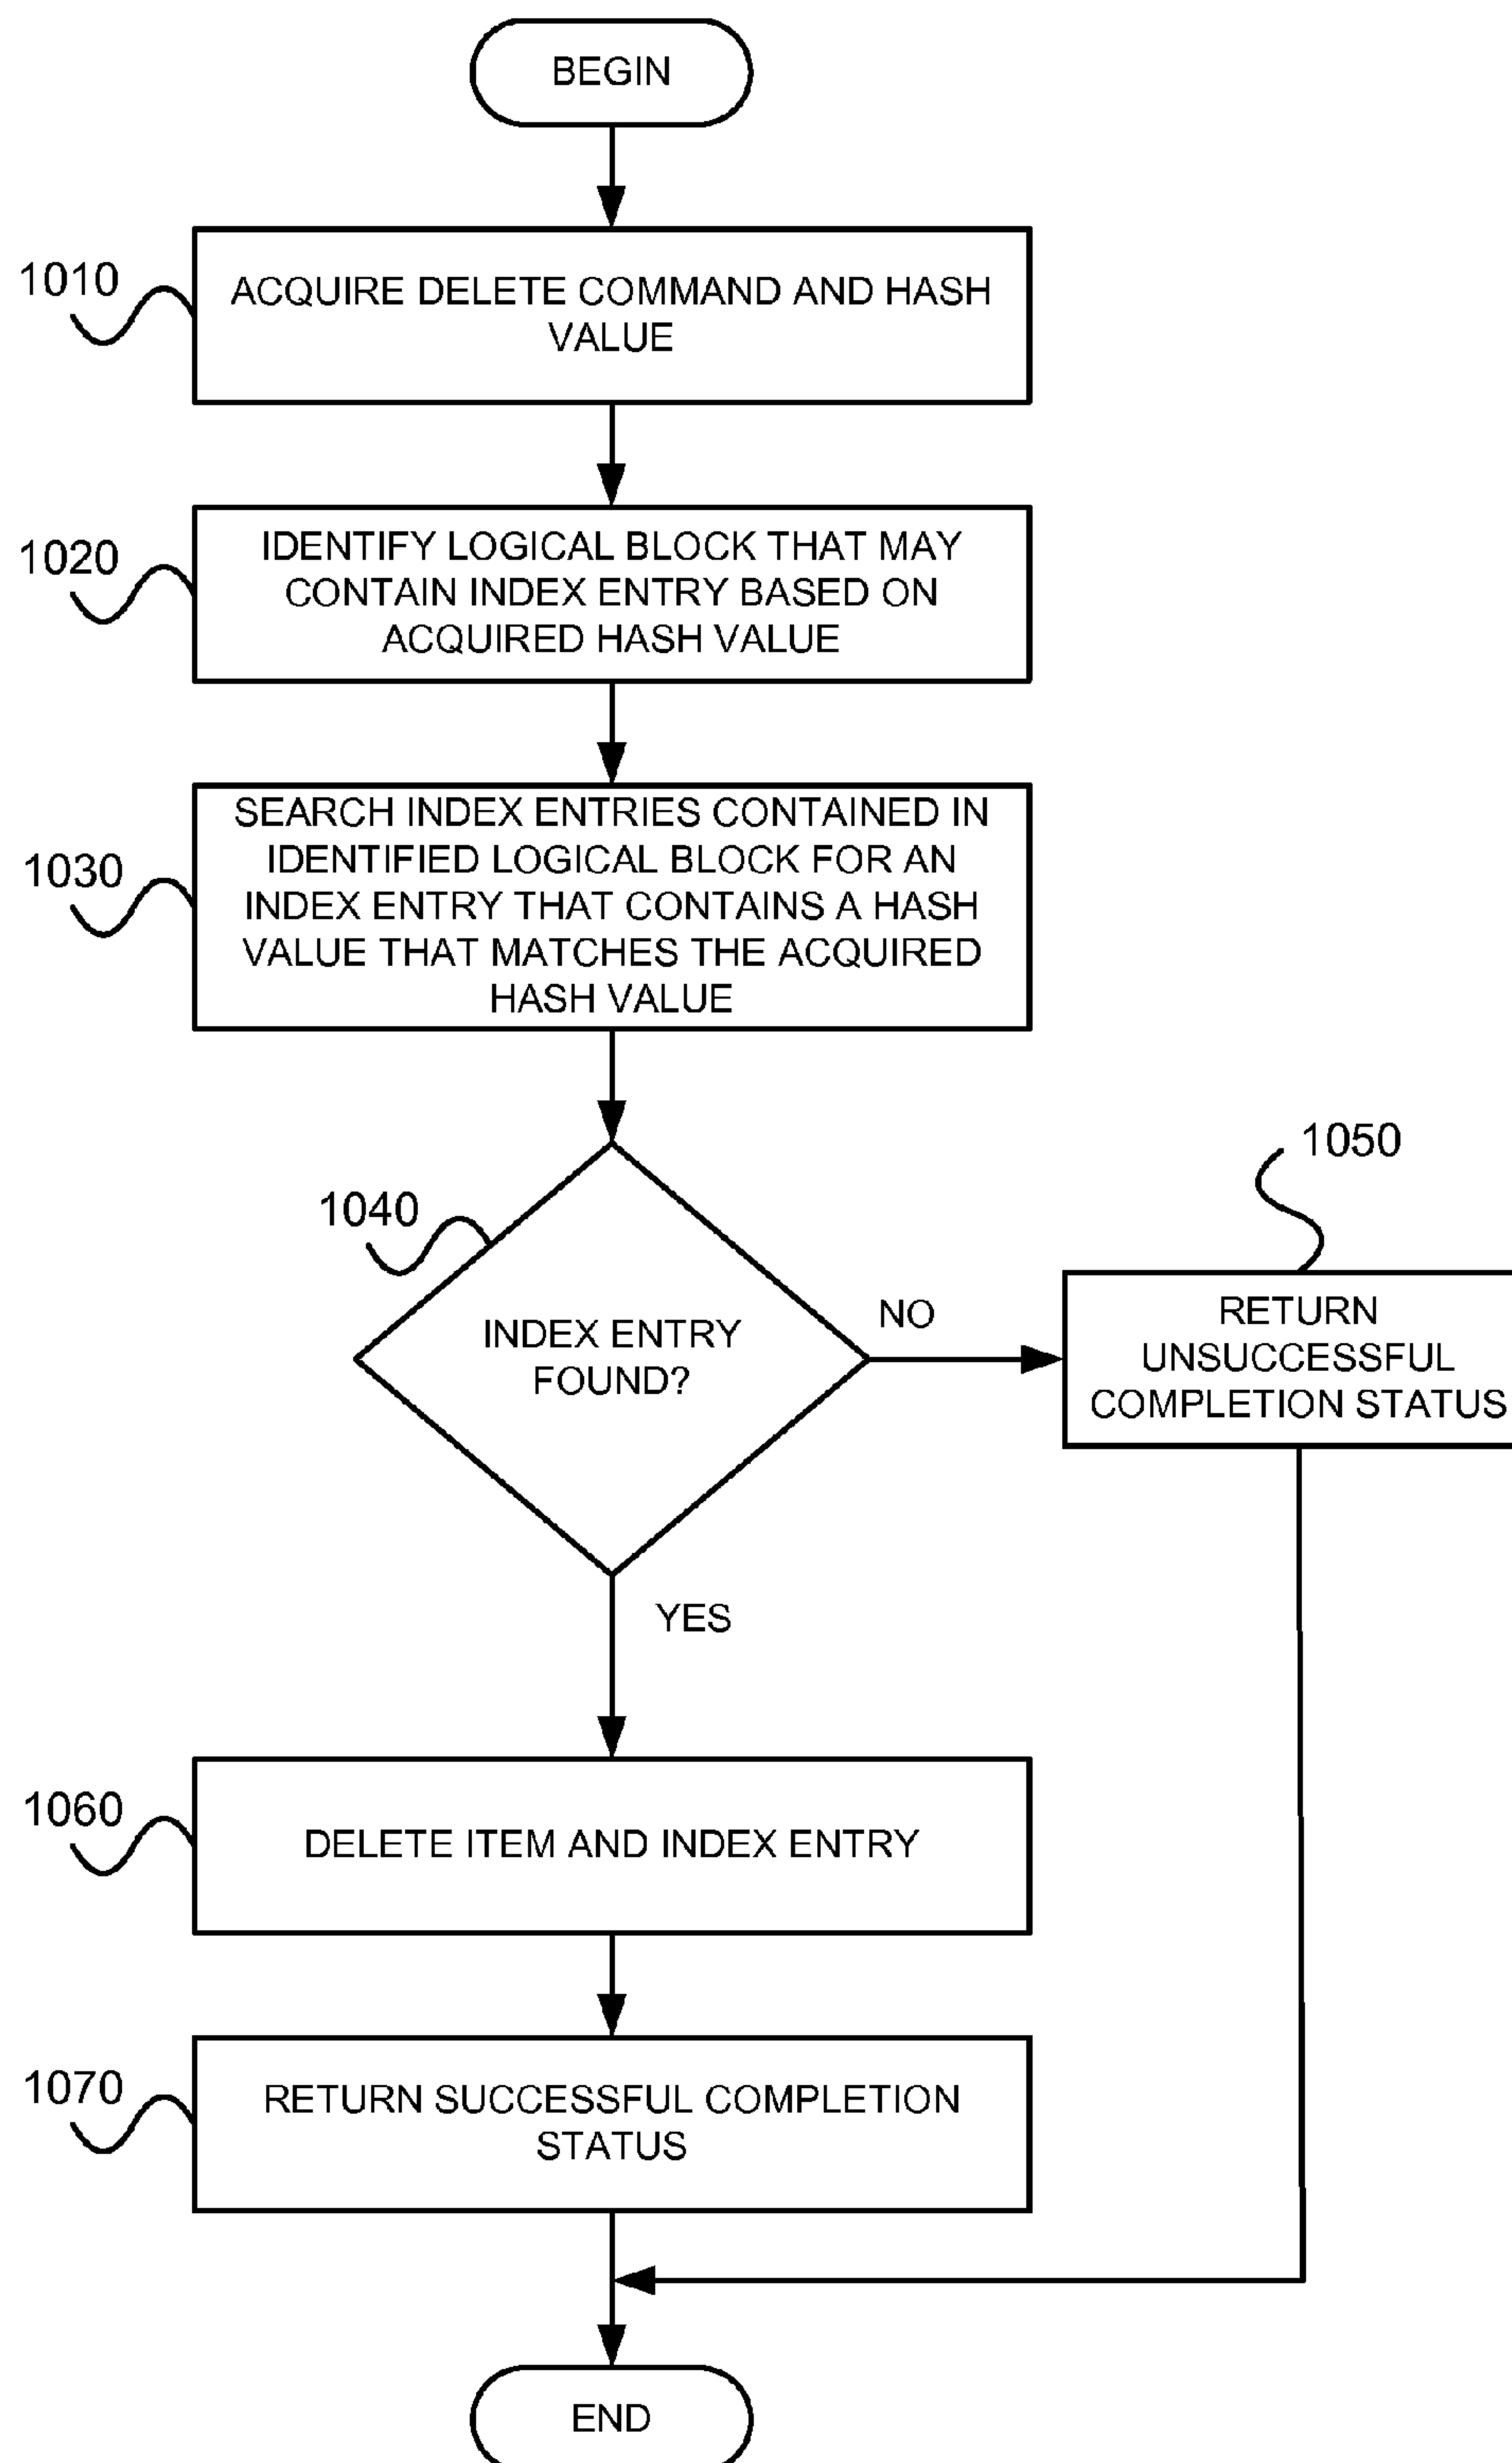 BEGIN
1010
ACQUIRE DELETE COMMAND AND HASH
VALUE
1020
IDENTIFY LOGICAL BLOCK THAT MAY
CONTAIN INDEX ENTRY BASED ON
ACQUIRED HASH VALUE
1030
SEARCH INDEX ENTRIES CONTAINED IN
IDENTIFIED LOGICAL BLOCK FOR AN
INDEX ENTRY THAT CONTAINS A HASH
VALUE THAT MATCHES THE ACQUIRED
HASH VALUE
1040
INDEX ENTRY
FOUND?
NO
1050
RETURN
UNSUCCESSFUL
COMPLETION STATUS
YES
1060
DELETE ITEM AND INDEX ENTRY
1070
RETURN SUCCESSFUL COMPLETION
STATUS
END